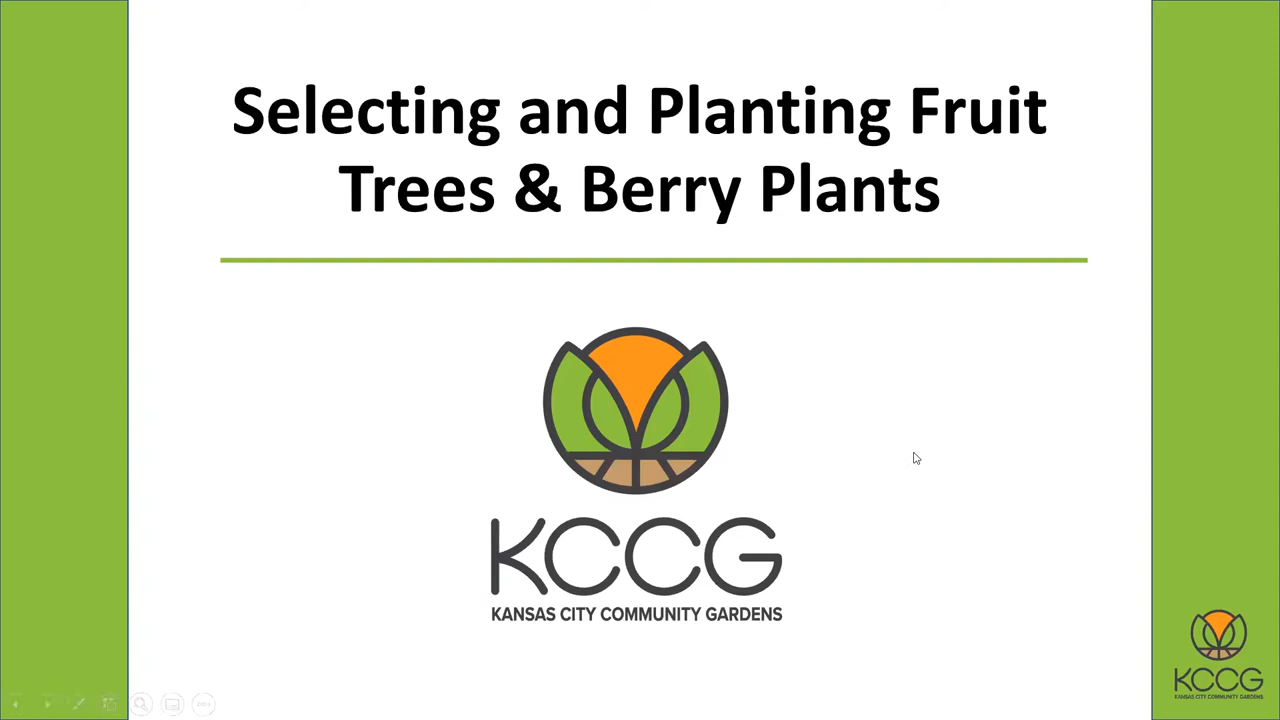 Selecting and Planting Fruit
Trees & Berry Plants
KCCG
KANSAS CITY COMMUNITY GARDENS
KCCG
KANSAS CITY COMMUNITY GARDENS